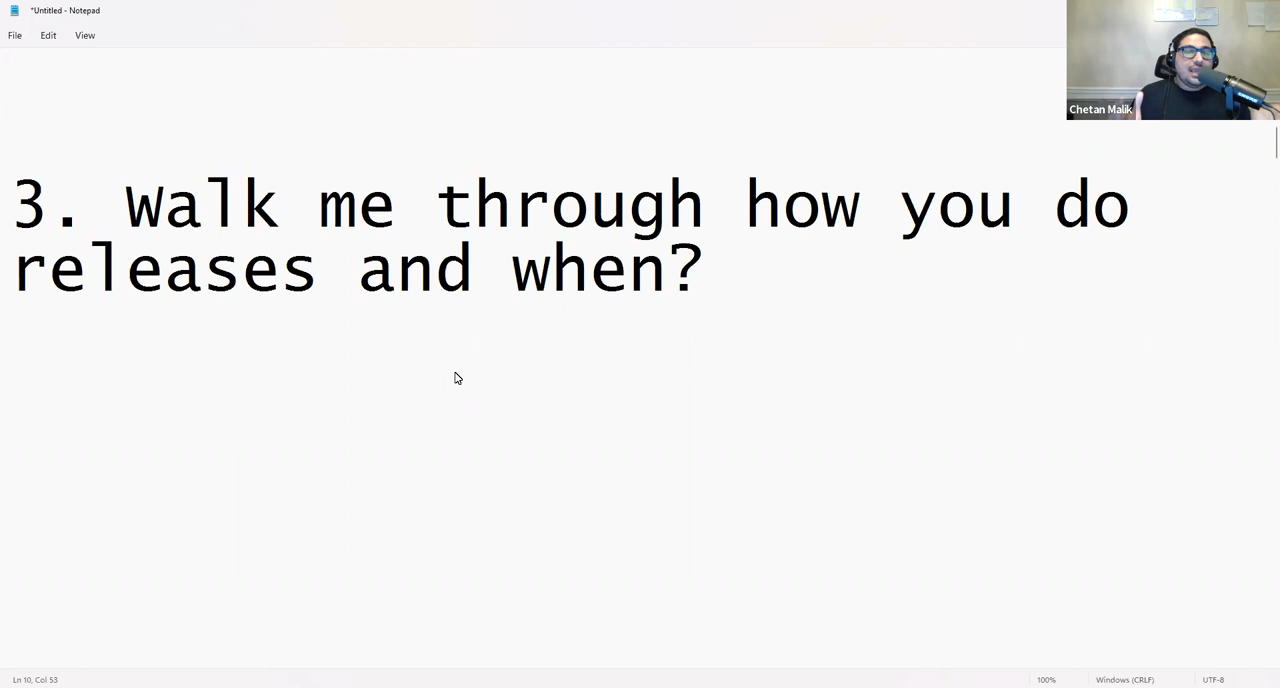 *Untitled - Notepad
File Edit View
Chetan Malik
3. Walk me through how you do
releases and when?
Ln 10, Col 53
100%
Windows (CRLF)
UTF-8